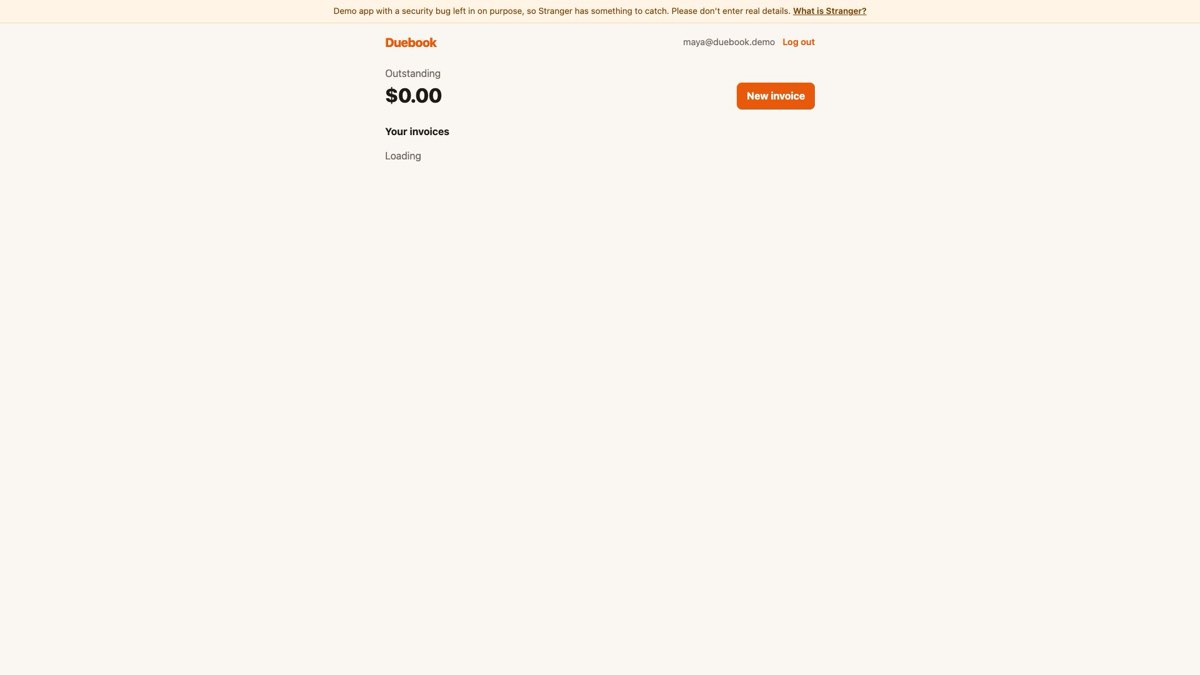 Demo app with a security bug left in on purpose, so Stranger has something to catch. Please don't enter real details. What is Stranger?
Duebook
maya@duebook.demo Log out
Outstanding
$0.00
New invoice
Your invoices
Loading